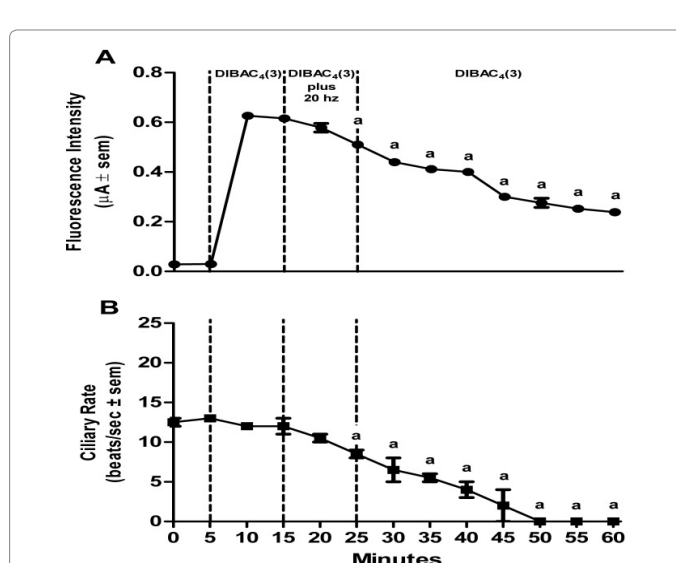 A
DIBAC₄(3) DIBAC₄(3) DIBAC₄(3)
plus
20 hz
Fluorescence Intensity
(µA ± sem)
0.8
0.6
0.4
0.2
0.0
a a a a a a a a
B
Ciliary Rate
(beats/sec ± sem)
25
20
15
10
5
0
a a a a a a a a
0 5 10 15 20 25 30 35 40 45 50 55 60
Minutes